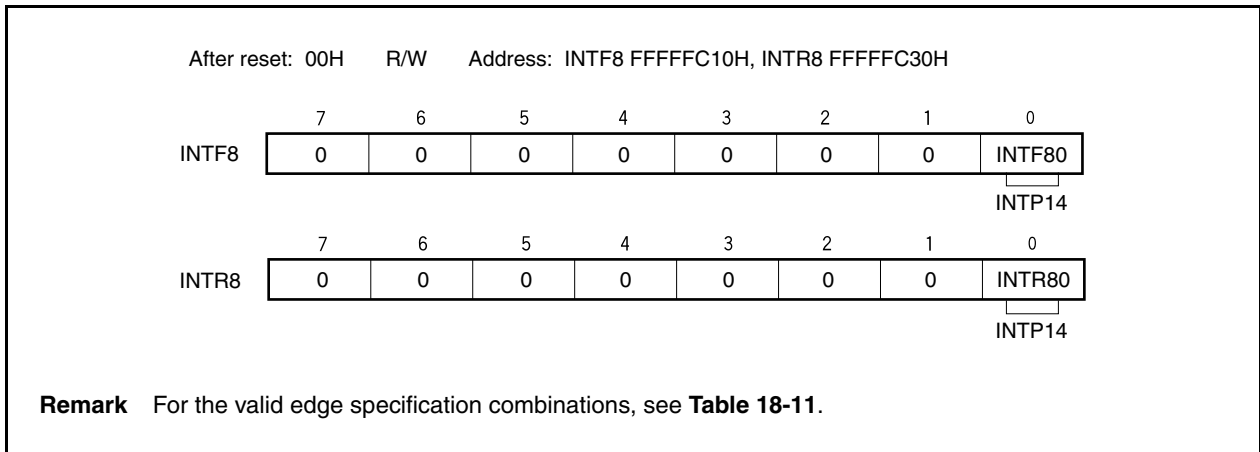 After reset: 00H R/W Address: INTF8 FFFFFC10H, INTR8 FFFFFC30H
7 6 5 4 3 2 1 0
INTF8 0 0 0 0 0 0 0 INTF80
INTP14
7 6 5 4 3 2 1 0
INTR8 0 0 0 0 0 0 0 INTR80
INTP14
Remark For the valid edge specification combinations, see Table 18-11.